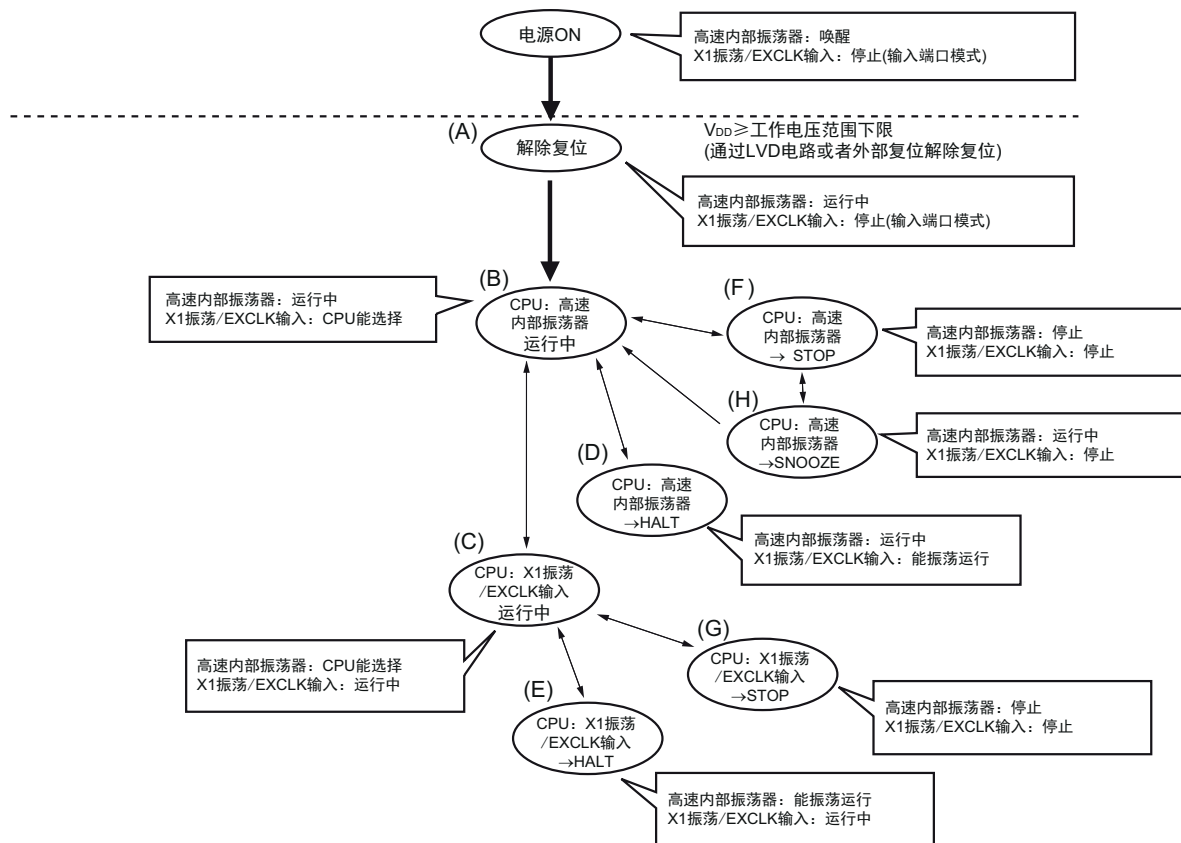 电源ON
高速内部振荡器：唤醒
X1振荡/EXCLK输入：停止(输入端口模式)
(A)
解除复位
VDD≥工作电压范围下限
(通过LVD电路或者外部复位解除复位)
高速内部振荡器：运行中
X1振荡/EXCLK输入：停止(输入端口模式)
(B)
高速内部振荡器：运行中
X1振荡/EXCLK输入：CPU能选择
CPU：高速
内部振荡器
运行中
(F)
CPU：高速
内部振荡器
→ STOP
高速内部振荡器：停止
X1振荡/EXCLK输入：停止
(H)
CPU：高速
内部振荡器
→SNOOZE
高速内部振荡器：运行中
X1振荡/EXCLK输入：停止
(D)
CPU：高速
内部振荡器
→HALT
高速内部振荡器：运行中
X1振荡/EXCLK输入：能振荡运行
(C)
CPU：X1振荡
/EXCLK输入
运行中
高速内部振荡器：CPU能选择
X1振荡/EXCLK输入：运行中
(G)
CPU：X1振荡
/EXCLK输入
→STOP
高速内部振荡器：停止
X1振荡/EXCLK输入：停止
(E)
CPU：X1振荡
/EXCLK输入
→HALT
高速内部振荡器：能振荡运行
X1振荡/EXCLK输入：运行中